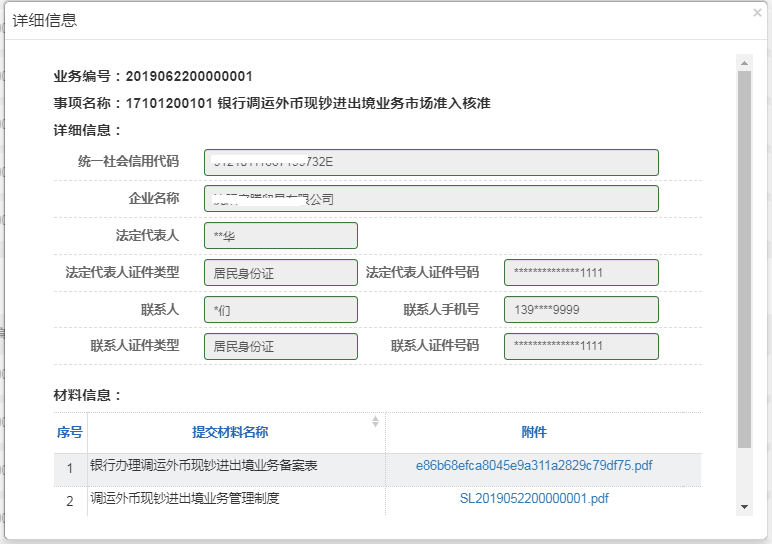 详细信息
×
业务编号：2019062200000001
事项名称：17101200101 银行调运外币现钞进出境业务市场准入核准
详细信息：
统一社会信用代码 732E
企业名称 公司
法定代表人 **华
法定代表人证件类型 居民身份证 法定代表人证件号码 **************1111
联系人 *们 联系人手机号 139****9999
联系人证件类型 居民身份证 联系人证件号码 **************1111
材料信息：
序号 提交材料名称 附件
1 银行办理调运外币现钞进出境业务备案表 e86b68efca8045e9a311a2829c79df75.pdf
2 调运外币现钞进出境业务管理制度 SL2019052200000001.pdf